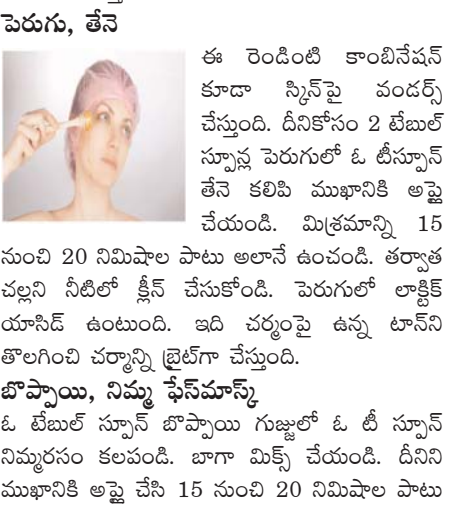 పెరుగు, తేనె
ఈ రెండింటి కాంబినేషన్
కూడా స్కిన్‌పై వండర్స్
చేస్తుంది. దీనికోసం 2 టేబుల్
స్పూన్ల పెరుగులో ఓ టీస్పూన్
తేనె కలిపి ముఖానికి అప్లై
చేయండి. మిశ్రమాన్ని 15
నుంచి 20 నిమిషాల పాటు అలానే ఉంచండి. తర్వాత
చల్లని నీటిలో క్లీన్ చేసుకోండి. పెరుగులో లాక్టిక్
యాసిడ్ ఉంటుంది. ఇది చర్మంపై ఉన్న టాన్‌ని
తొలగించి చర్మాన్ని బ్రైట్‌గా చేస్తుంది.
బొప్పాయి, నిమ్మ ఫేస్‌మాస్క్
ఓ టేబుల్ స్పూన్ బొప్పాయి గుజ్జులో ఓ టీ స్పూన్
నిమ్మరసం కలపండి. బాగా మిక్స్ చేయండి. దీనిని
ముఖానికి అప్లై చేసి 15 నుంచి 20 నిమిషాల పాటు